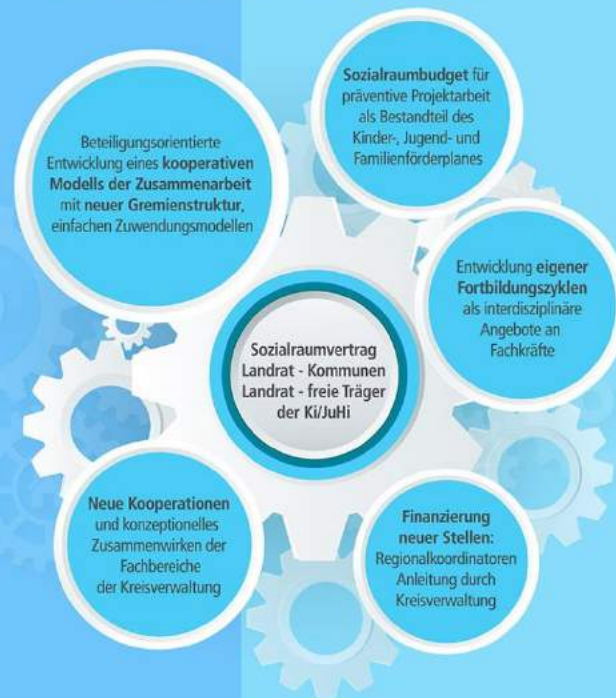 Sozialraumbudget für
präventive Projektarbeit
als Bestandteil des
Kinder-, Jugend- und
Familienförderplanes
Beteiligungsorientierte
Entwicklung eines kooperativen
Modells der Zusammenarbeit
mit neuer Gremienstruktur,
einfachen Zuwendungsmodellen
Entwicklung eigener
Fortbildungszyklen
als interdisziplinäre
Angebote an
Fachkräfte
Sozialraumvertrag
Landrat - Kommunen
Landrat - freie Träger
der Ki/JuHi
Neue Kooperationen
und konzeptionelles
Zusammenwirken der
Fachbereiche
der Kreisverwaltung
Finanzierung
neuer Stellen:
Regionalkoordinatoren
Anleitung durch
Kreisverwaltung